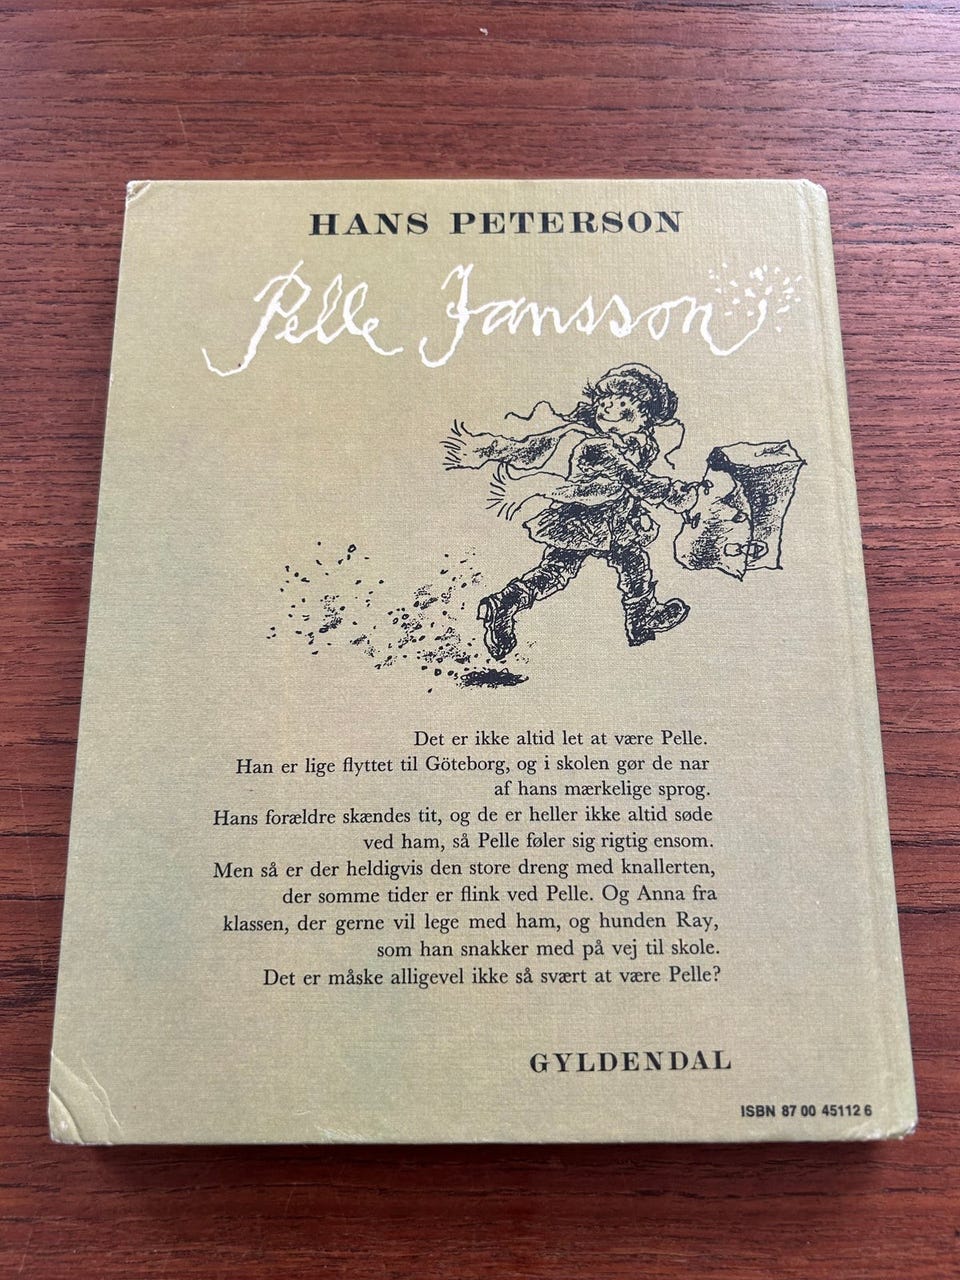 HANS PETERSON
Pelle Jansson
Det er ikke altid let at være Pelle.
Han er lige flyttet til Göteborg, og i skolen gør de nar
af hans mærkelige sprog.
Hans forældre skændes tit, og de er heller ikke altid søde
ved ham, så Pelle føler sig rigtig ensom.
Men så er der heldigvis den store dreng med knallerten,
der somme tider er flink ved Pelle. Og Anna fra
klassen, der gerne vil lege med ham, og hunden Ray,
som han snakker med på vej til skole.
Det er måske alligevel ikke så svært at være Pelle?
GYLDENDAL
ISBN 87 00 45112 6